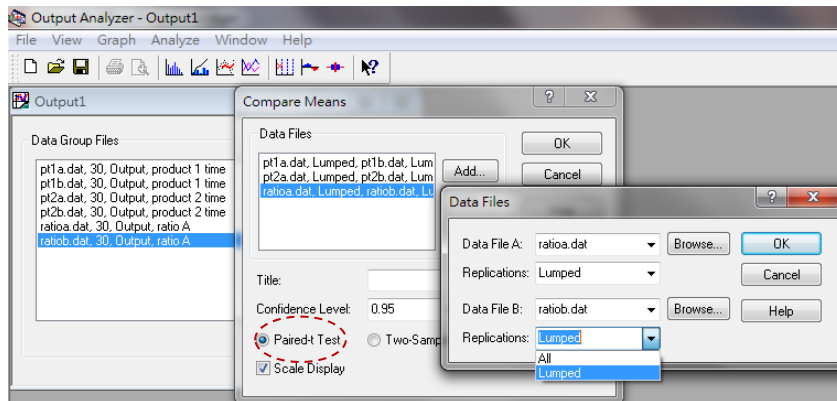 Output Analyzer - Output1
File View Graph Analyze Window Help
Output1
Data Group Files
pt1a.dat, 30, Output, product 1 time
pt1b.dat, 30, Output, product 1 time
pt2a.dat, 30, Output, product 2 time
pt2b.dat, 30, Output, product 2 time
ratioa.dat, 30, Output, ratio A
ratiob.dat, 30, Output, ratio A
Compare Means
Data Files
pt1a.dat, Lumped, pt1b.dat, Lum
pt2a.dat, Lumped, pt2b.dat, Lum
ratioa.dat, Lumped, ratiob.dat, Lu
Add...
OK
Cancel
Title:
Confidence Level: 0.95
Paired-t Test
Two-Samp
Scale Display
Data Files
Data File A: ratioa.dat Browse... OK
Replications: Lumped Cancel
Data File B: ratiob.dat Browse... Help
Replications: Lumped
All
Lumped